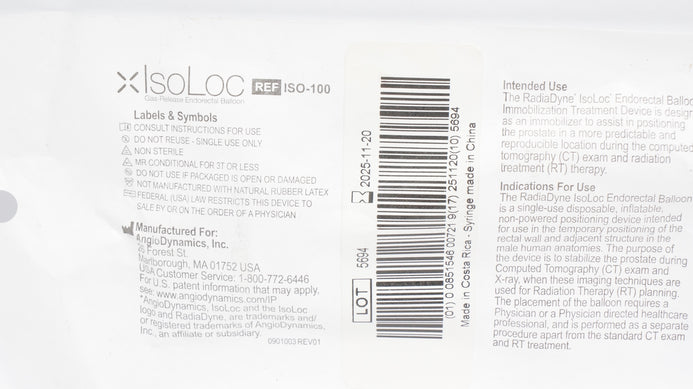 IsoLoc REF ISO-100
Gas-Release Endorectal Balloon
Labels & Symbols
CONSULT INSTRUCTIONS FOR USE
DO NOT REUSE - SINGLE USE ONLY
NON STERILE
MR CONDITIONAL FOR 3T OR LESS
DO NOT USE IF PACKAGED IS OPEN OR DAMAGED
NOT MANUFACTURED WITH NATURAL RUBBER LATEX
FEDERAL (USA) LAW RESTRICTS THIS DEVICE TO
SALE BY OR ON THE ORDER OF A PHYSICIAN
Manufactured For:
AngioDynamics, Inc.
26 Forest St.
Marlborough, MA 01752 USA
USA Customer Service: 1-800-772-6446
For U.S. patent information that may apply,
see: www.angiodynamics.com/IP
*AngioDynamics, IsoLoc and the IsoLoc
logo and RadiaDyne, are trademarks and/
or registered trademarks of AngioDynamics,
Inc., an affiliate or subsidiary.
0901003 REV01
2025-11-20
LOT 5694
(01) 0 0851546 00721 9(17) 251120(10) 5694
Made in Costa Rica - Syringe made in China
Intended Use
The RadiaDyne* IsoLoc* Endorectal Balloon
Immobilization Treatment Device is design
as an immobilizer to assist in positioning
the prostate in a more predictable and
reproducible location during the computed
tomography (CT) exam and radiation
treatment (RT) therapy.
Indications For Use
The RadiaDyne IsoLoc Endorectal Balloon
is a single-use disposable, inflatable,
non-powered positioning device intended
for use in the temporary positioning of the
rectal wall and adjacent structure in the
male human anatomies. The purpose of
the device is to stabilize the prostate during
Computed Tomography (CT) exam and
X-ray, when these imaging techniques are
used for Radiation Therapy (RT) planning.
The placement of the balloon requires a
Physician or a Physician directed healthcare
professional, and is performed as a separate
procedure apart from the standard CT exam
and RT treatment.